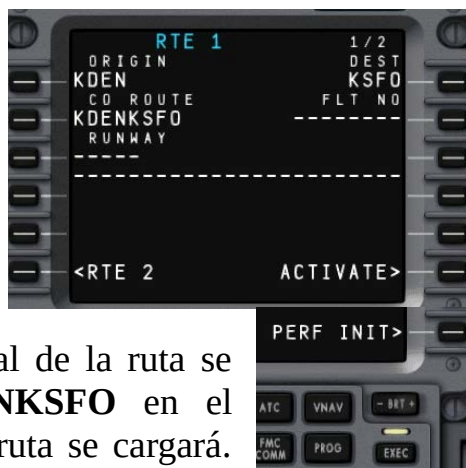 RTE 1 1/2
ORIGIN DEST
KDEN KSFO
CO ROUTE FLT NO
KDENKSFO --------
RUNWAY
-----
<RTE 2 ACTIVATE>
PERF INIT>
al de la ruta se
NKSFO en el
ruta se cargará.
ATC VNAV - BRT +
FMC COMM PROG EXEC